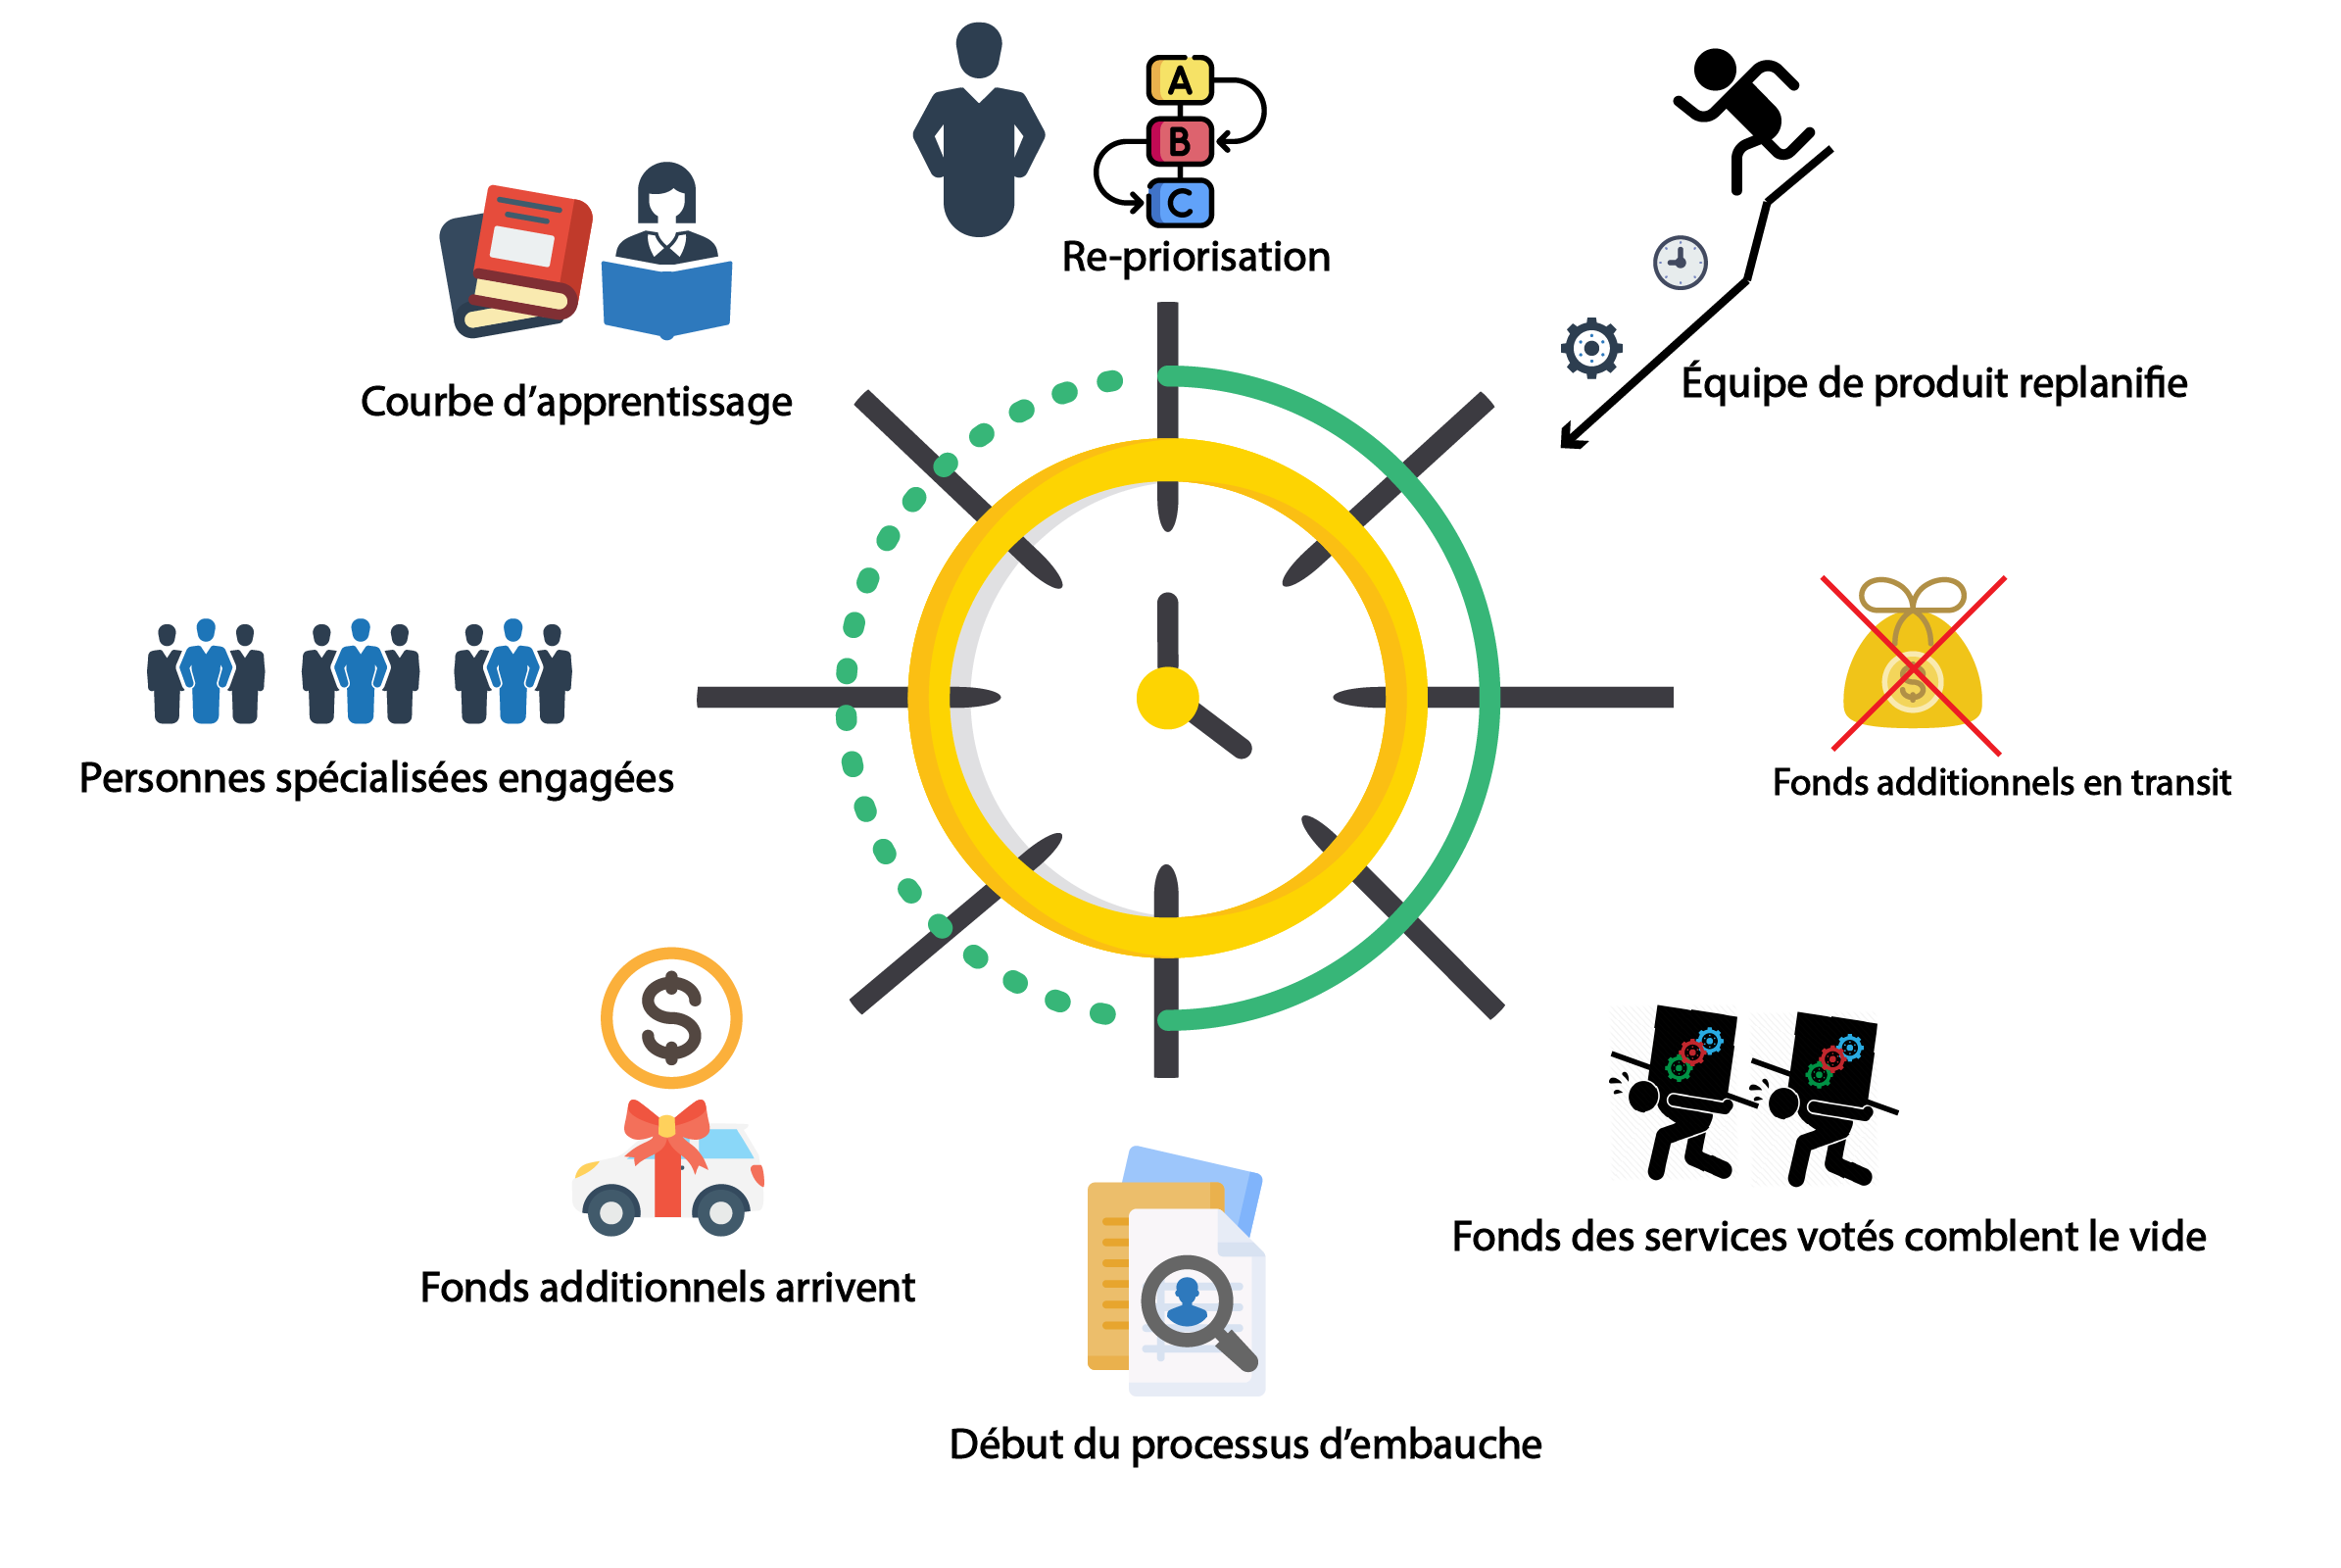 A
B
C
Re-priorisation
Équipe de produit replanifie
$
Fonds additionnels en transit
Fonds des services votés comblent le vide
Début du processus d’embauche
$
Fonds additionnels arrivent
Personnes spécialisées engagées
Courbe d’apprentissage